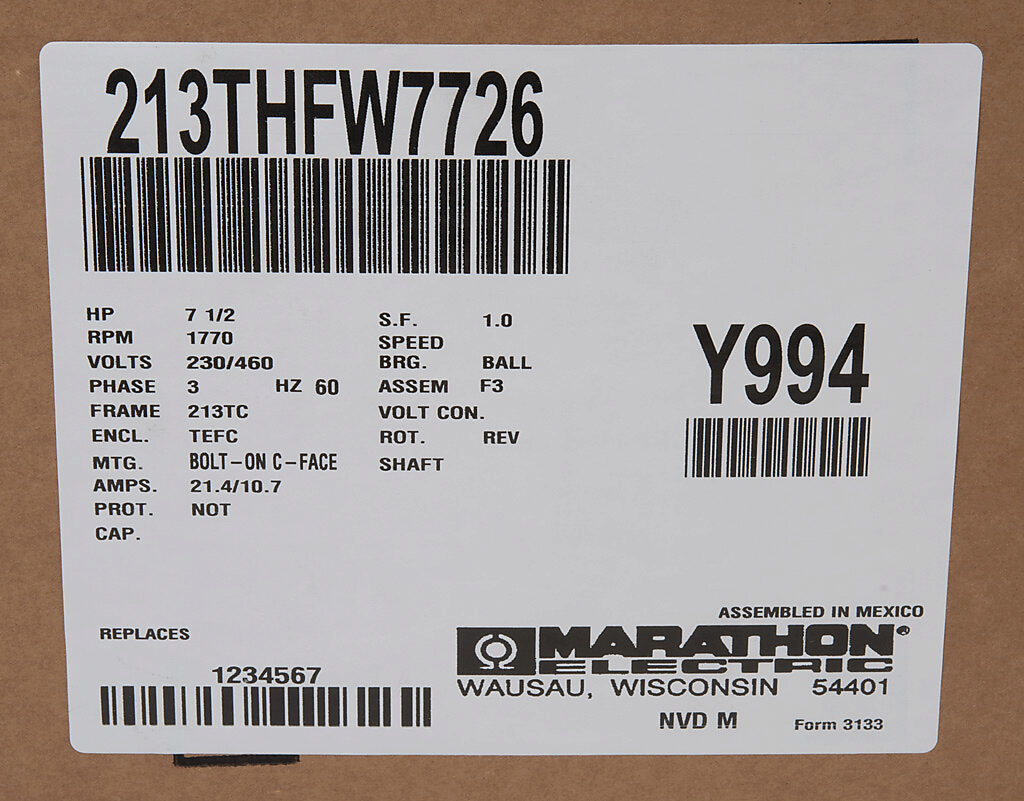 213THFW7726
HP 7 1/2
RPM 1770
VOLTS 230/460
PHASE 3 HZ 60
FRAME 213TC
ENCL. TEFC
MTG. BOLT-ON C-FACE
AMPS. 21.4/10.7
PROT. NOT
CAP.
S.F. 1.0
SPEED
BRG. BALL
ASSEM F3
VOLT CON.
ROT. REV
SHAFT
Y994
REPLACES
1234567
ASSEMBLED IN MEXICO
MARATHON®
ELECTRIC
WAUSAU, WISCONSIN 54401
NVD M Form 3133